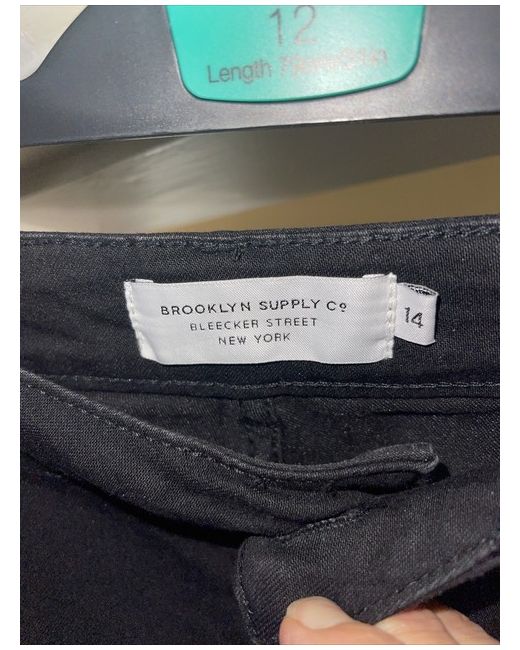 12
Length
BROOKLYN SUPPLY Cº
BLEECKER STREET
NEW YORK
14